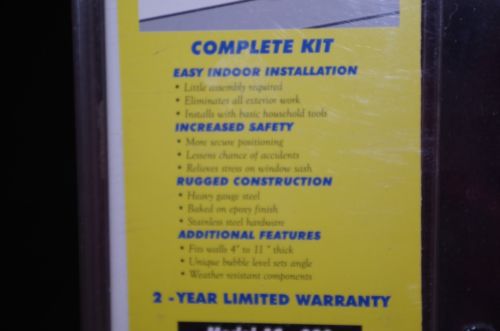 COMPLETE KIT
EASY INDOOR INSTALLATION
• Little assembly required
• Eliminates all exterior work
• Installs with basic household tools
INCREASED SAFETY
• More secure positioning
• Lessens chance of accidents
• Relieves stress on window sash
RUGGED CONSTRUCTION
• Heavy gauge steel
• Baked on epoxy finish
• Stainless steel hardware
ADDITIONAL FEATURES
• Fits walls 4" to 11 " thick
• Unique bubble level sets angle
• Weather resistant components
2 -YEAR LIMITED WARRANTY